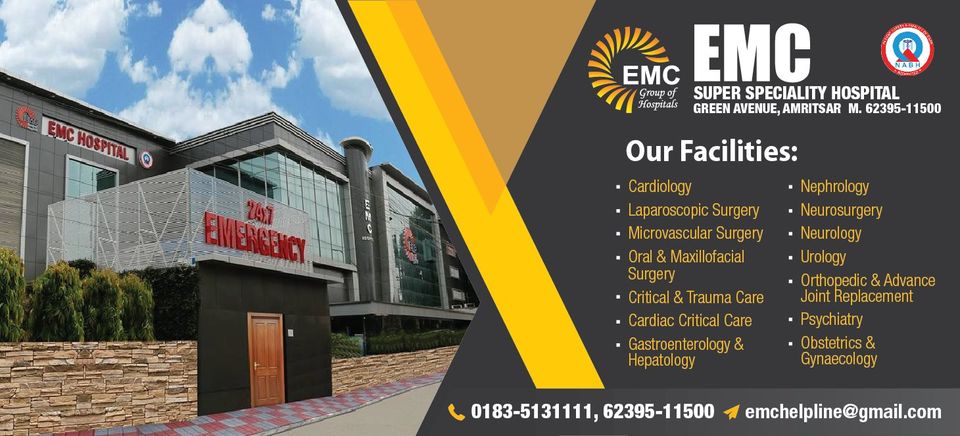 EMC HOSPITAL
24x7
EMERGENCY
EMC
EMC
Group of
Hospitals
EMC
SUPER SPECIALITY HOSPITAL
GREEN AVENUE, AMRITSAR M. 62395-11500
NABH
Our Facilities:
▪ Cardiology
▪ Laparoscopic Surgery
▪ Microvascular Surgery
▪ Oral & Maxillofacial
Surgery
▪ Critical & Trauma Care
▪ Cardiac Critical Care
▪ Gastroenterology &
Hepatology
▪ Nephrology
▪ Neurosurgery
▪ Neurology
▪ Urology
▪ Orthopedic & Advance
Joint Replacement
▪ Psychiatry
▪ Obstetrics &
Gynaecology
0183-5131111, 62395-11500 emchelpline@gmail.com